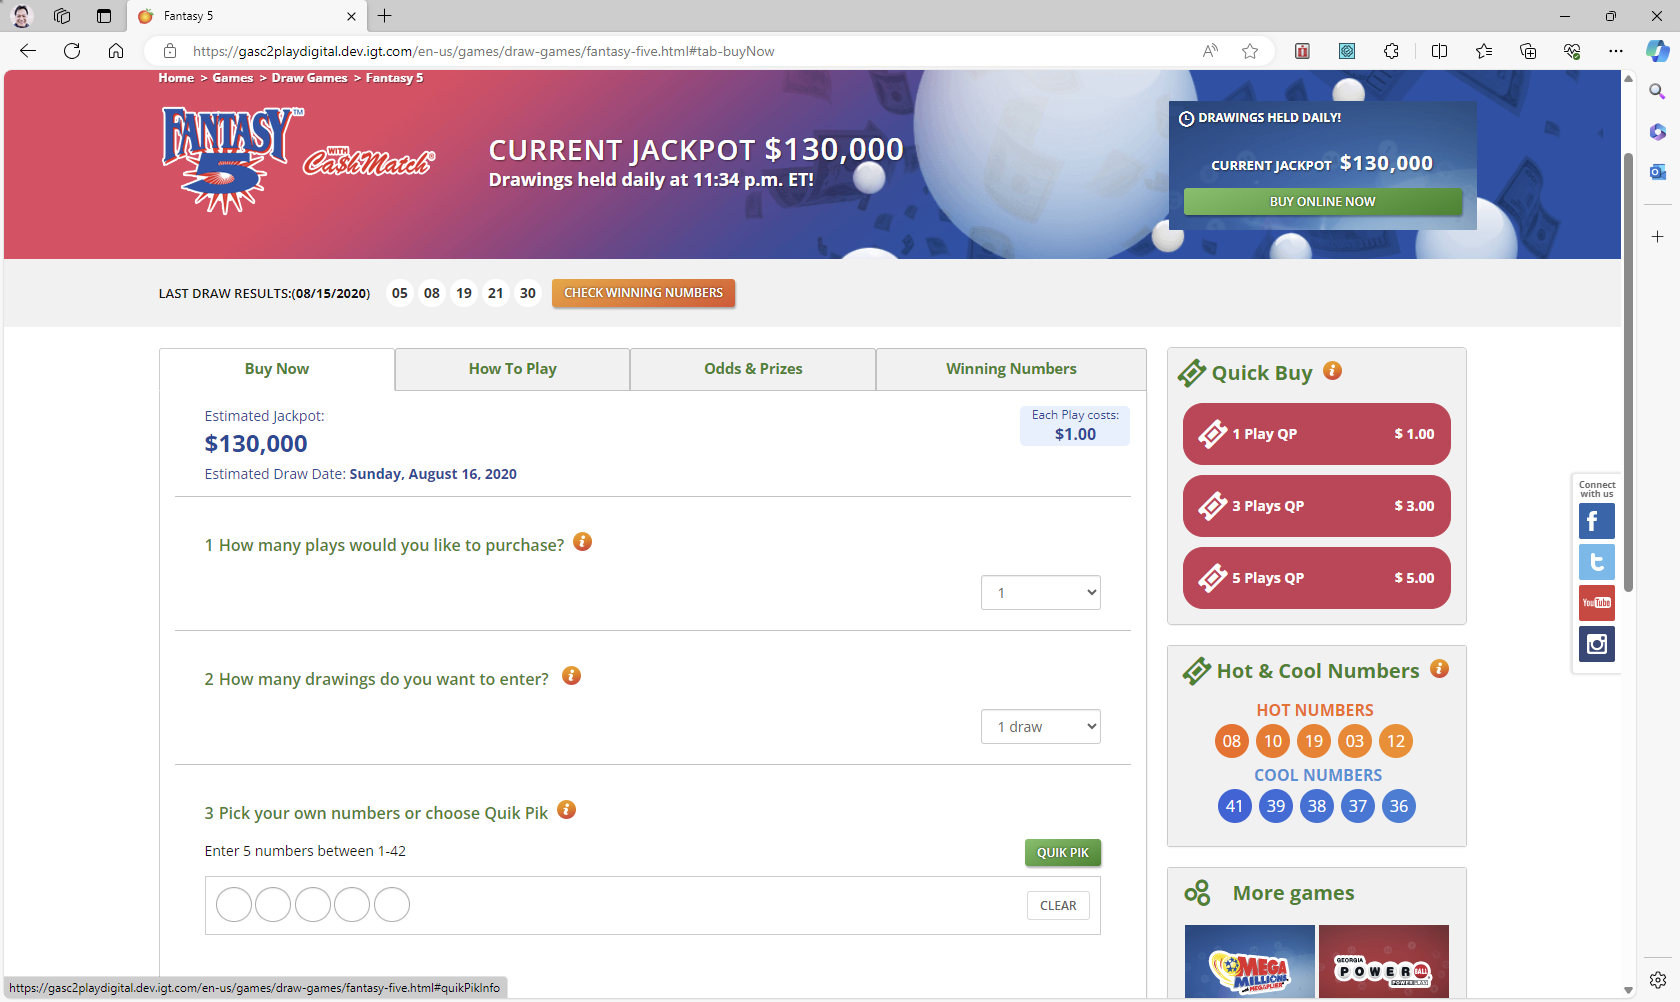 Fantasy 5
https://gasc2playdigital.dev.igt.com/en-us/games/draw-games/fantasy-five.html#tab-buyNow
Home > Games > Draw Games > Fantasy 5
FANTASY 5™ WITH Ca$hMatch®
CURRENT JACKPOT $130,000
Drawings held daily at 11:34 p.m. ET!
DRAWINGS HELD DAILY!
CURRENT JACKPOT $130,000
BUY ONLINE NOW
LAST DRAW RESULTS:(08/15/2020) 05 08 19 21 30 CHECK WINNING NUMBERS
Buy Now How To Play Odds & Prizes Winning Numbers
Estimated Jackpot:
$130,000
Estimated Draw Date: Sunday, August 16, 2020
Each Play costs:
$1.00
1 How many plays would you like to purchase? i
1
2 How many drawings do you want to enter? i
1 draw
3 Pick your own numbers or choose Quik Pik i
Enter 5 numbers between 1-42
QUIK PIK
CLEAR
Quick Buy i
1 Play QP $ 1.00
3 Plays QP $ 3.00
5 Plays QP $ 5.00
Hot & Cool Numbers i
HOT NUMBERS
08 10 19 03 12
COOL NUMBERS
41 39 38 37 36
More games
MEGA MILLIONS WITH MEGAPLIER
GEORGIA POWERBALL POWER PLAY
Connect
with us
f
t
YouTube
https://gasc2playdigital.dev.igt.com/en-us/games/draw-games/fantasy-five.html#quikPikInfo